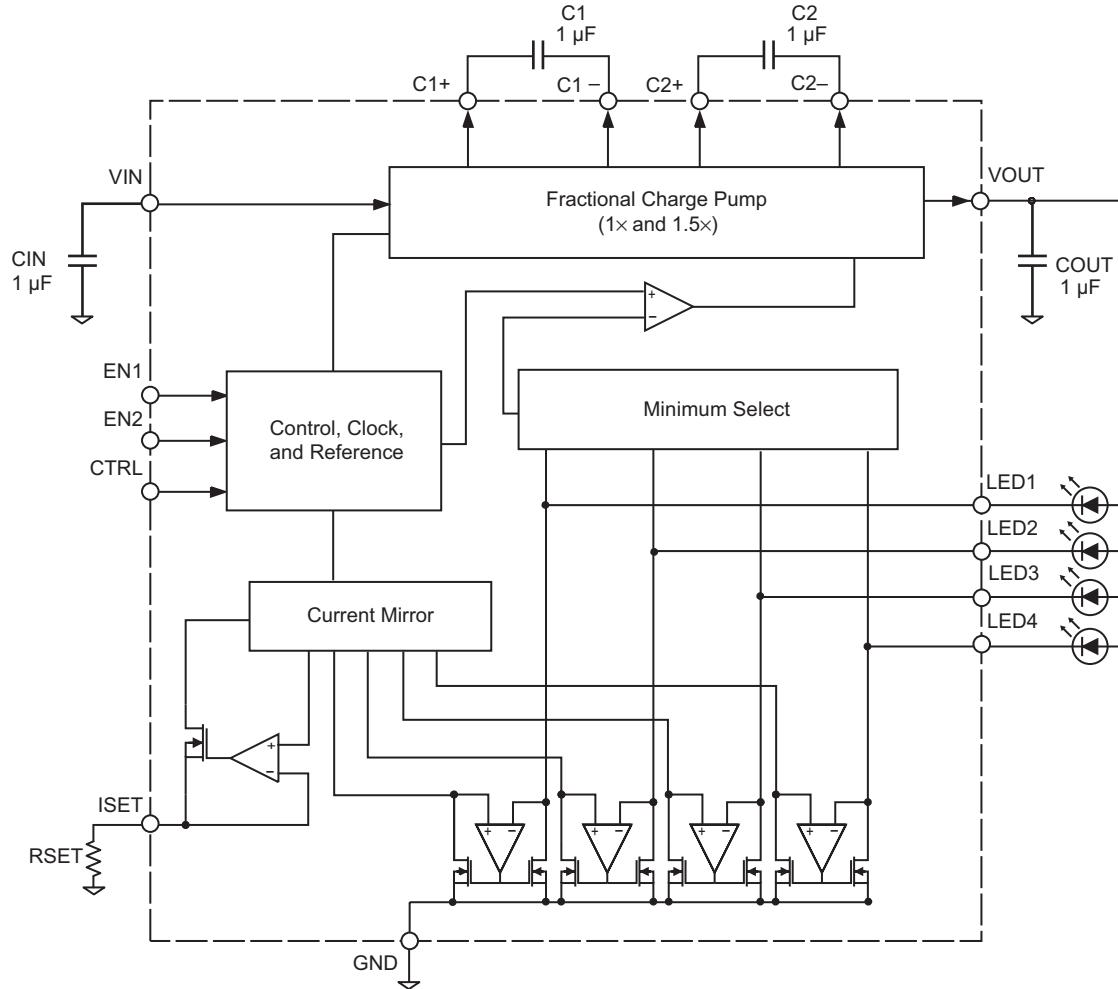 C1
1 µF
C2
1 µF
C1+
C1 –
C2+
C2–
VIN
VOUT
Fractional Charge Pump
(1× and 1.5×)
CIN
1 µF
COUT
1 µF
+
–
EN1
EN2
CTRL
Control, Clock,
and Reference
Minimum Select
LED1
LED2
LED3
LED4
Current Mirror
+
–
ISET
RSET
+ –
+ –
+ –
+ –
GND